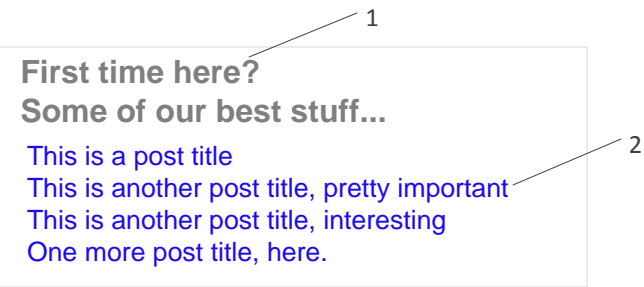 1
First time here?
Some of our best stuff...
This is a post title
2
This is another post title, pretty important
This is another post title, interesting
One more post title, here.